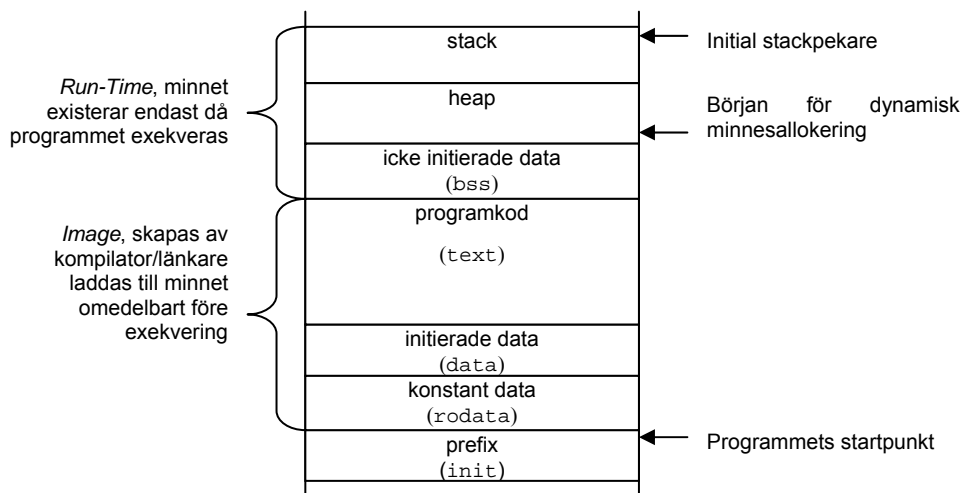 stack
Initial stackpekare
Run-Time, minnet
existerar endast då
programmet exekveras
heap
Början för dynamisk
minnesallokering
icke initierade data
(bss)
programkod
(text)
Image, skapas av
kompilator/länkare
laddas till minnet
omedelbart före
exekvering
initierade data
(data)
konstant data
(rodata)
prefix
(init)
Programmets startpunkt